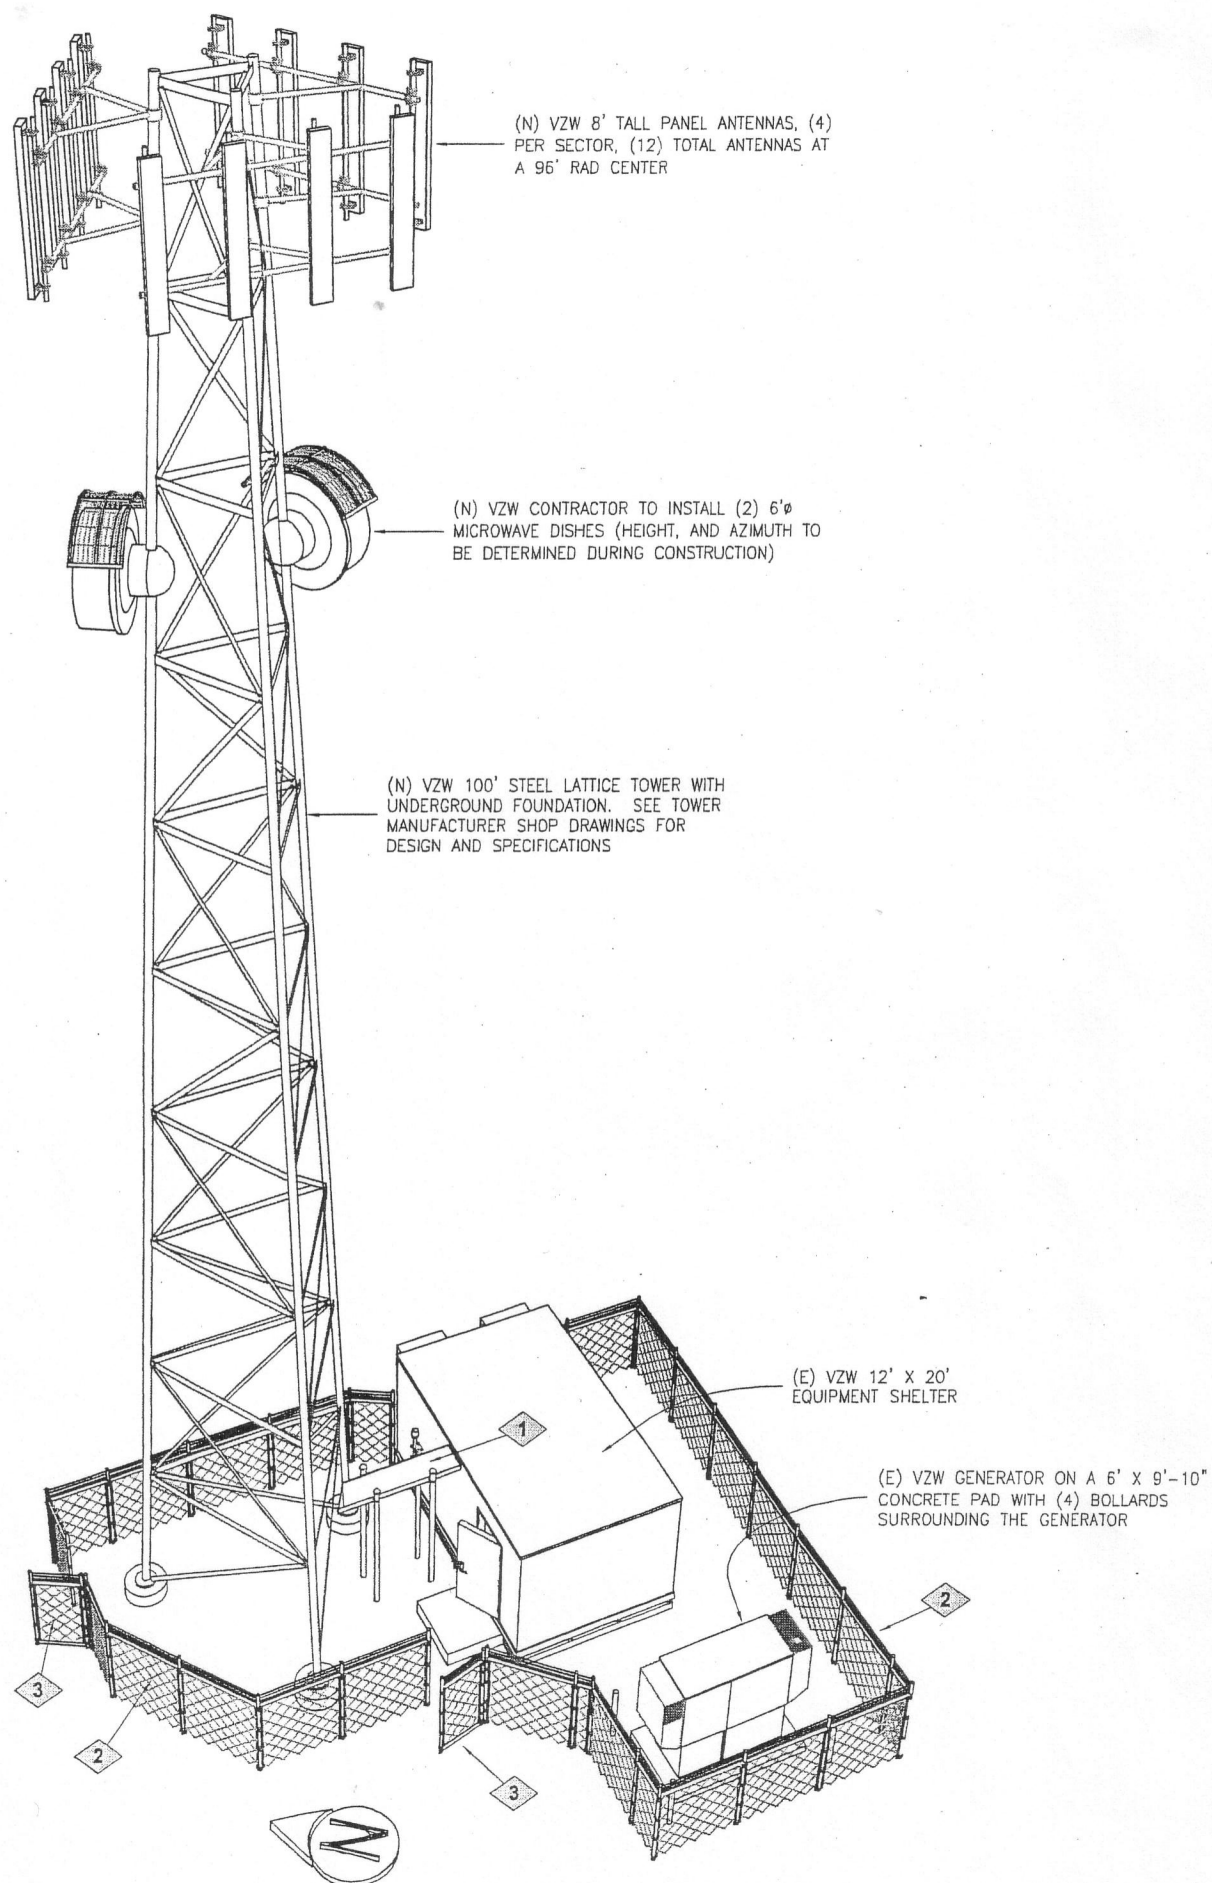 (N) VZW 8' TALL PANEL ANTENNAS, (4)
PER SECTOR, (12) TOTAL ANTENNAS AT
A 96' RAD CENTER
(N) VZW CONTRACTOR TO INSTALL (2) 6'ø
MICROWAVE DISHES (HEIGHT, AND AZIMUTH TO
BE DETERMINED DURING CONSTRUCTION)
(N) VZW 100' STEEL LATTICE TOWER WITH
UNDERGROUND FOUNDATION. SEE TOWER
MANUFACTURER SHOP DRAWINGS FOR
DESIGN AND SPECIFICATIONS
(E) VZW 12' X 20'
EQUIPMENT SHELTER
1
(E) VZW GENERATOR ON A 6' X 9'-10"
CONCRETE PAD WITH (4) BOLLARDS
SURROUNDING THE GENERATOR
2
3
2
3
N